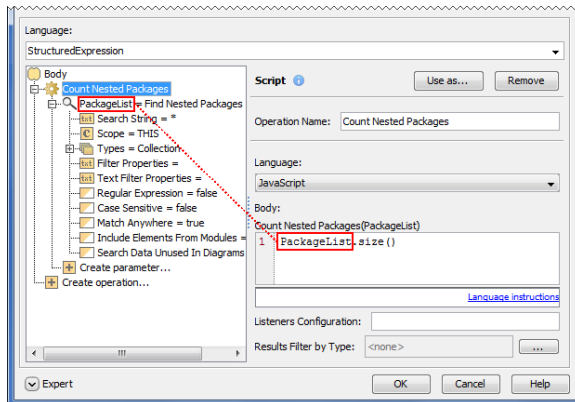 Language:
StructuredExpression
Body
Count Nested Packages
PackageList = Find Nested Packages
txt Search String = *
C Scope = THIS
Types = Collection
txt Filter Properties =
txt Text Filter Properties =
Regular Expression = false
Case Sensitive = false
Match Anywhere = true
Include Elements From Modules =
Search Data Unused In Diagrams
Create parameter...
Create operation...
Script
Use as...
Remove
Operation Name: Count Nested Packages
Language:
JavaScript
Body:
Count Nested Packages(PackageList)
1 PackageList.size()
Language instructions
Listeners Configuration:
Results Filter by Type: <none> ...
Expert
OK
Cancel
Help